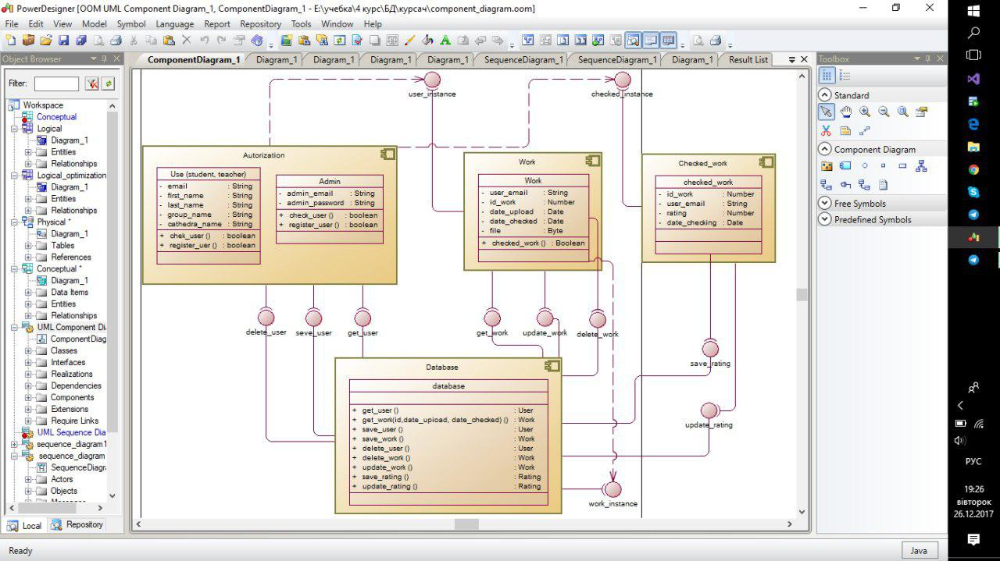 PowerDesigner [OOM UML Component Diagram_1, ComponentDiagram_1 - E:\учебка\4 курс\БД\курсач\component_diagram.oom]
File Edit View Model Symbol Language Report Repository Tools Window Help
Object Browser
Filter:
Workspace
Conceptual
Logical
Diagram_1
Entities
Relationships
Logical_optimization
Diagram_1
Entities
Relationships
Physical *
Diagram_1
Tables
References
Conceptual *
Diagram_1
Data Items
Entities
Relationships
UML Component Di
ComponentDiag
Classes
Interfaces
Realizations
Dependencies
Components
Extensions
Require Links
UML Sequence Dia
sequence_diagram1
sequence_diagram
SequenceDiagr
Actors
Objects
Local Repository
ComponentDiagram_1 Diagram_1 Diagram_1 Diagram_1 Diagram_1 SequenceDiagram_1 SequenceDiagram_1 Diagram_1 Result List
user_instance
checked_instance
Autorization
Use (student, teacher)
- email : String
- first_name : String
- last_name : String
- group_name : String
- cathedra_name : String
+ chek_user () : boolean
+ register_uer () : boolean
Admin
- admin_email : String
- admin_password : String
+ check_user () : boolean
+ register_user () : boolean
Work
Work
- user_email : String
- id_work : Number
- date_upload : Date
- date_checked : Date
- file : Byte
+ checked_work () : Boolean
Checked_work
checked_work
- id_work : Number
- user_email : String
- rating : Number
- date_checking : Date
delete_user
seve_user
get_user
get_work
update_work
delete_work
save_rating
update_rating
work_instance
Database
database
+ get_user () : User
+ get_work(id,date_upioad, date_checked) () : Work
+ save_user () : User
+ save_work () : Work
+ delete_user () : User
+ delete_work () : Work
+ update_work () : Work
+ save_rating () : Rating
+ update_rating () : Rating
Toolbox
Standard
Component Diagram
Free Symbols
Predefined Symbols
Ready
Java
РУС
19:26
вівторок
26.12.2017